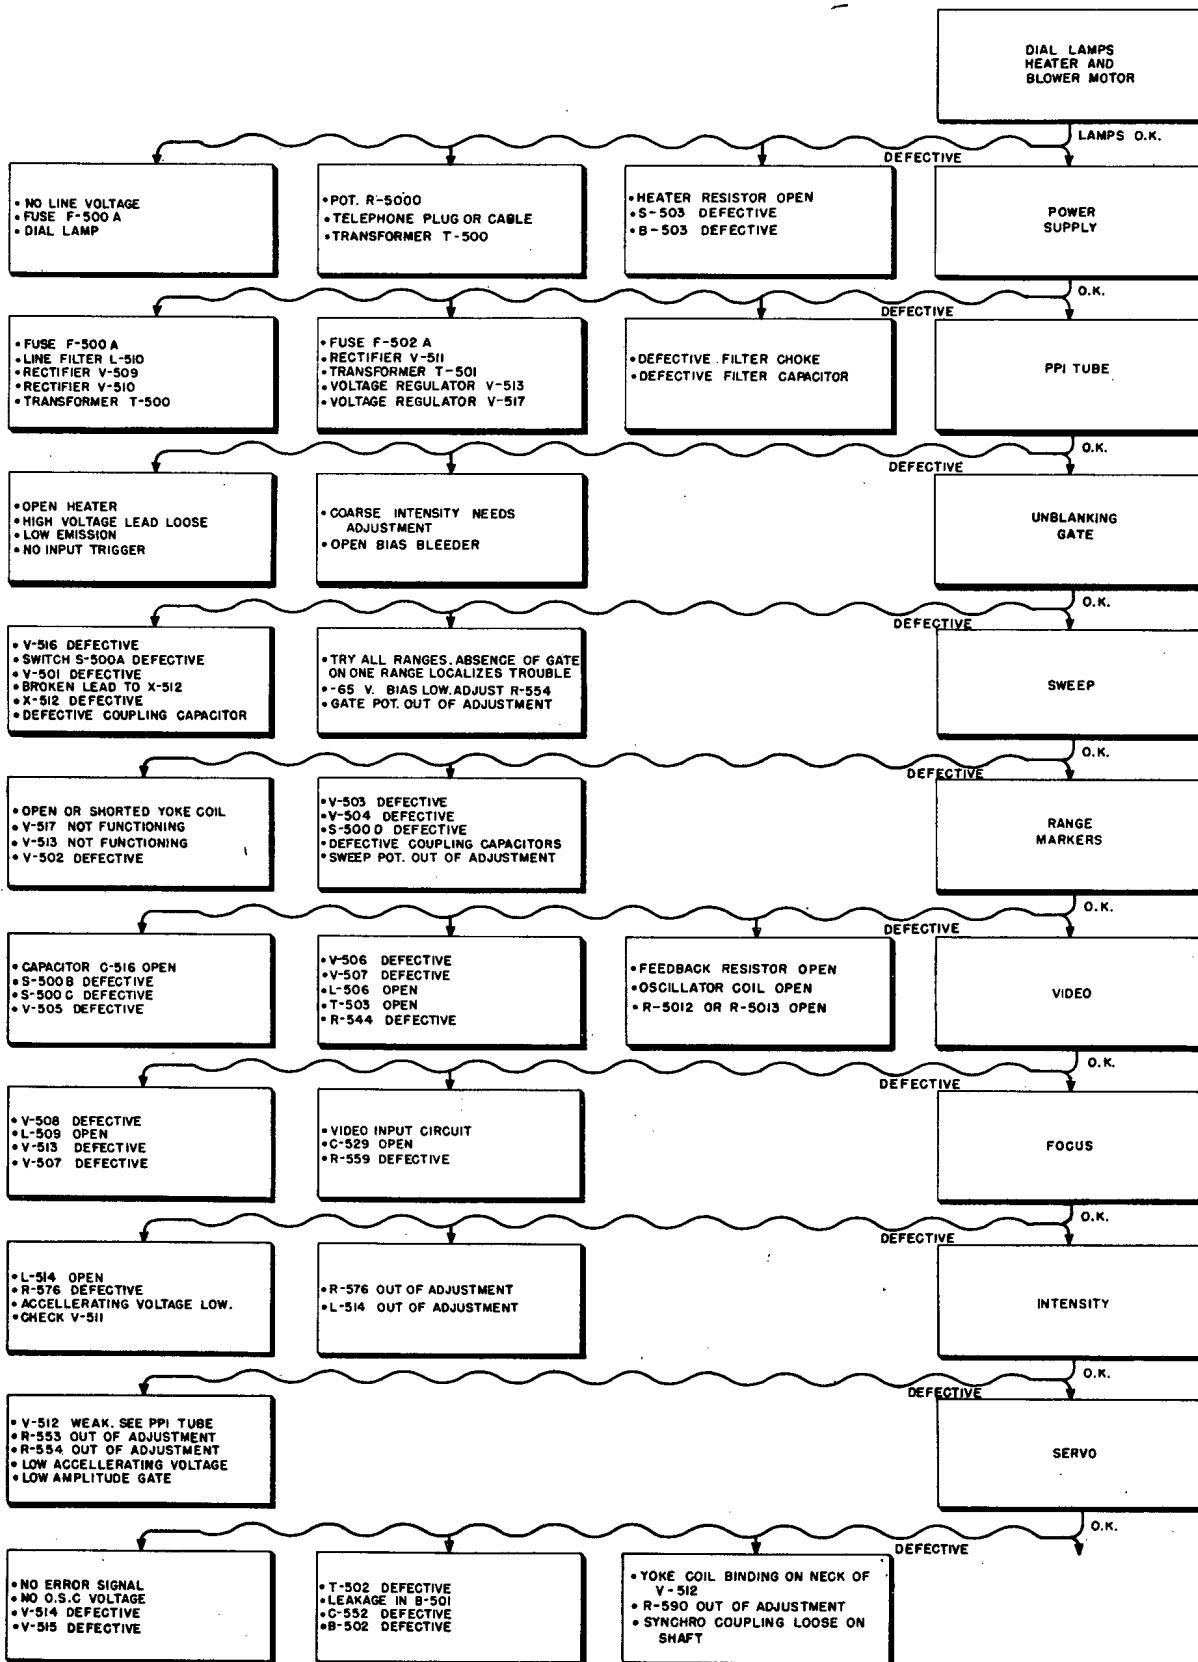 DIAL LAMPS
HEATER AND
BLOWER MOTOR
LAMPS O.K.
DEFECTIVE
• NO LINE VOLTAGE
• FUSE F-500 A
• DIAL LAMP
• POT. R-5000
• TELEPHONE PLUG OR CABLE
• TRANSFORMER T-500
• HEATER RESISTOR OPEN
• S-503 DEFECTIVE
• B-503 DEFECTIVE
POWER
SUPPLY
O.K.
DEFECTIVE
• FUSE F-500 A
• LINE FILTER L-510
• RECTIFIER V-509
• RECTIFIER V-510
• TRANSFORMER T-500
• FUSE F-502 A
• RECTIFIER V-511
• TRANSFORMER T-501
• VOLTAGE REGULATOR V-513
• VOLTAGE REGULATOR V-517
• DEFECTIVE FILTER CHOKE
• DEFECTIVE FILTER CAPACITOR
PPI TUBE
O.K.
DEFECTIVE
• OPEN HEATER
• HIGH VOLTAGE LEAD LOOSE
• LOW EMISSION
• NO INPUT TRIGGER
• COARSE INTENSITY NEEDS
ADJUSTMENT
• OPEN BIAS BLEEDER
UNBLANKING
GATE
O.K.
DEFECTIVE
• V-516 DEFECTIVE
• SWITCH S-500A DEFECTIVE
• V-501 DEFECTIVE
• BROKEN LEAD TO X-512
• X-512 DEFECTIVE
• DEFECTIVE COUPLING CAPACITOR
• TRY ALL RANGES. ABSENCE OF GATE
ON ONE RANGE LOCALIZES TROUBLE
• -65 V. BIAS LOW. ADJUST R-554
• GATE POT. OUT OF ADJUSTMENT
SWEEP
O.K.
DEFECTIVE
• OPEN OR SHORTED YOKE COIL
• V-517 NOT FUNCTIONING
• V-513 NOT FUNCTIONING
• V-502 DEFECTIVE
• V-503 DEFECTIVE
• V-504 DEFECTIVE
• S-500 D DEFECTIVE
• DEFECTIVE COUPLING CAPACITORS
• SWEEP POT. OUT OF ADJUSTMENT
RANGE
MARKERS
O.K.
DEFECTIVE
• CAPACITOR C-516 OPEN
• S-500 B DEFECTIVE
• S-500 C DEFECTIVE
• V-505 DEFECTIVE
• V-506 DEFECTIVE
• V-507 DEFECTIVE
• L-506 OPEN
• T-503 OPEN
• R-544 DEFECTIVE
• FEEDBACK RESISTOR OPEN
• OSCILLATOR COIL OPEN
• R-5012 OR R-5013 OPEN
VIDEO
O.K.
DEFECTIVE
• V-508 DEFECTIVE
• L-509 OPEN
• V-513 DEFECTIVE
• V-507 DEFECTIVE
• VIDEO INPUT CIRCUIT
• C-529 OPEN
• R-559 DEFECTIVE
FOCUS
O.K.
DEFECTIVE
• L-514 OPEN
• R-576 DEFECTIVE
• ACCELLERATING VOLTAGE LOW.
• CHECK V-511
• R-576 OUT OF ADJUSTMENT
• L-514 OUT OF ADJUSTMENT
INTENSITY
O.K.
DEFECTIVE
• V-512 WEAK. SEE PPI TUBE
• R-553 OUT OF ADJUSTMENT
• R-554 OUT OF ADJUSTMENT
• LOW ACCELLERATING VOLTAGE
• LOW AMPLITUDE GATE
SERVO
O.K.
DEFECTIVE
• NO ERROR SIGNAL
• NO O.S.C VOLTAGE
• V-514 DEFECTIVE
• V-515 DEFECTIVE
• T-502 DEFECTIVE
• LEAKAGE IN B-501
• C-552 DEFECTIVE
• B-502 DEFECTIVE
• YOKE COIL BINDING ON NECK OF
V-512
• R-590 OUT OF ADJUSTMENT
• SYNCHRO COUPLING LOOSE ON
SHAFT